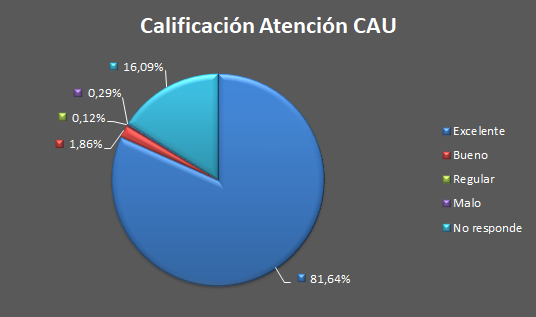 Calificación Atención CAU
16,09%
0,29%
0,12%
1,86%
81,64%
Excelente
Bueno
Regular
Malo
No responde